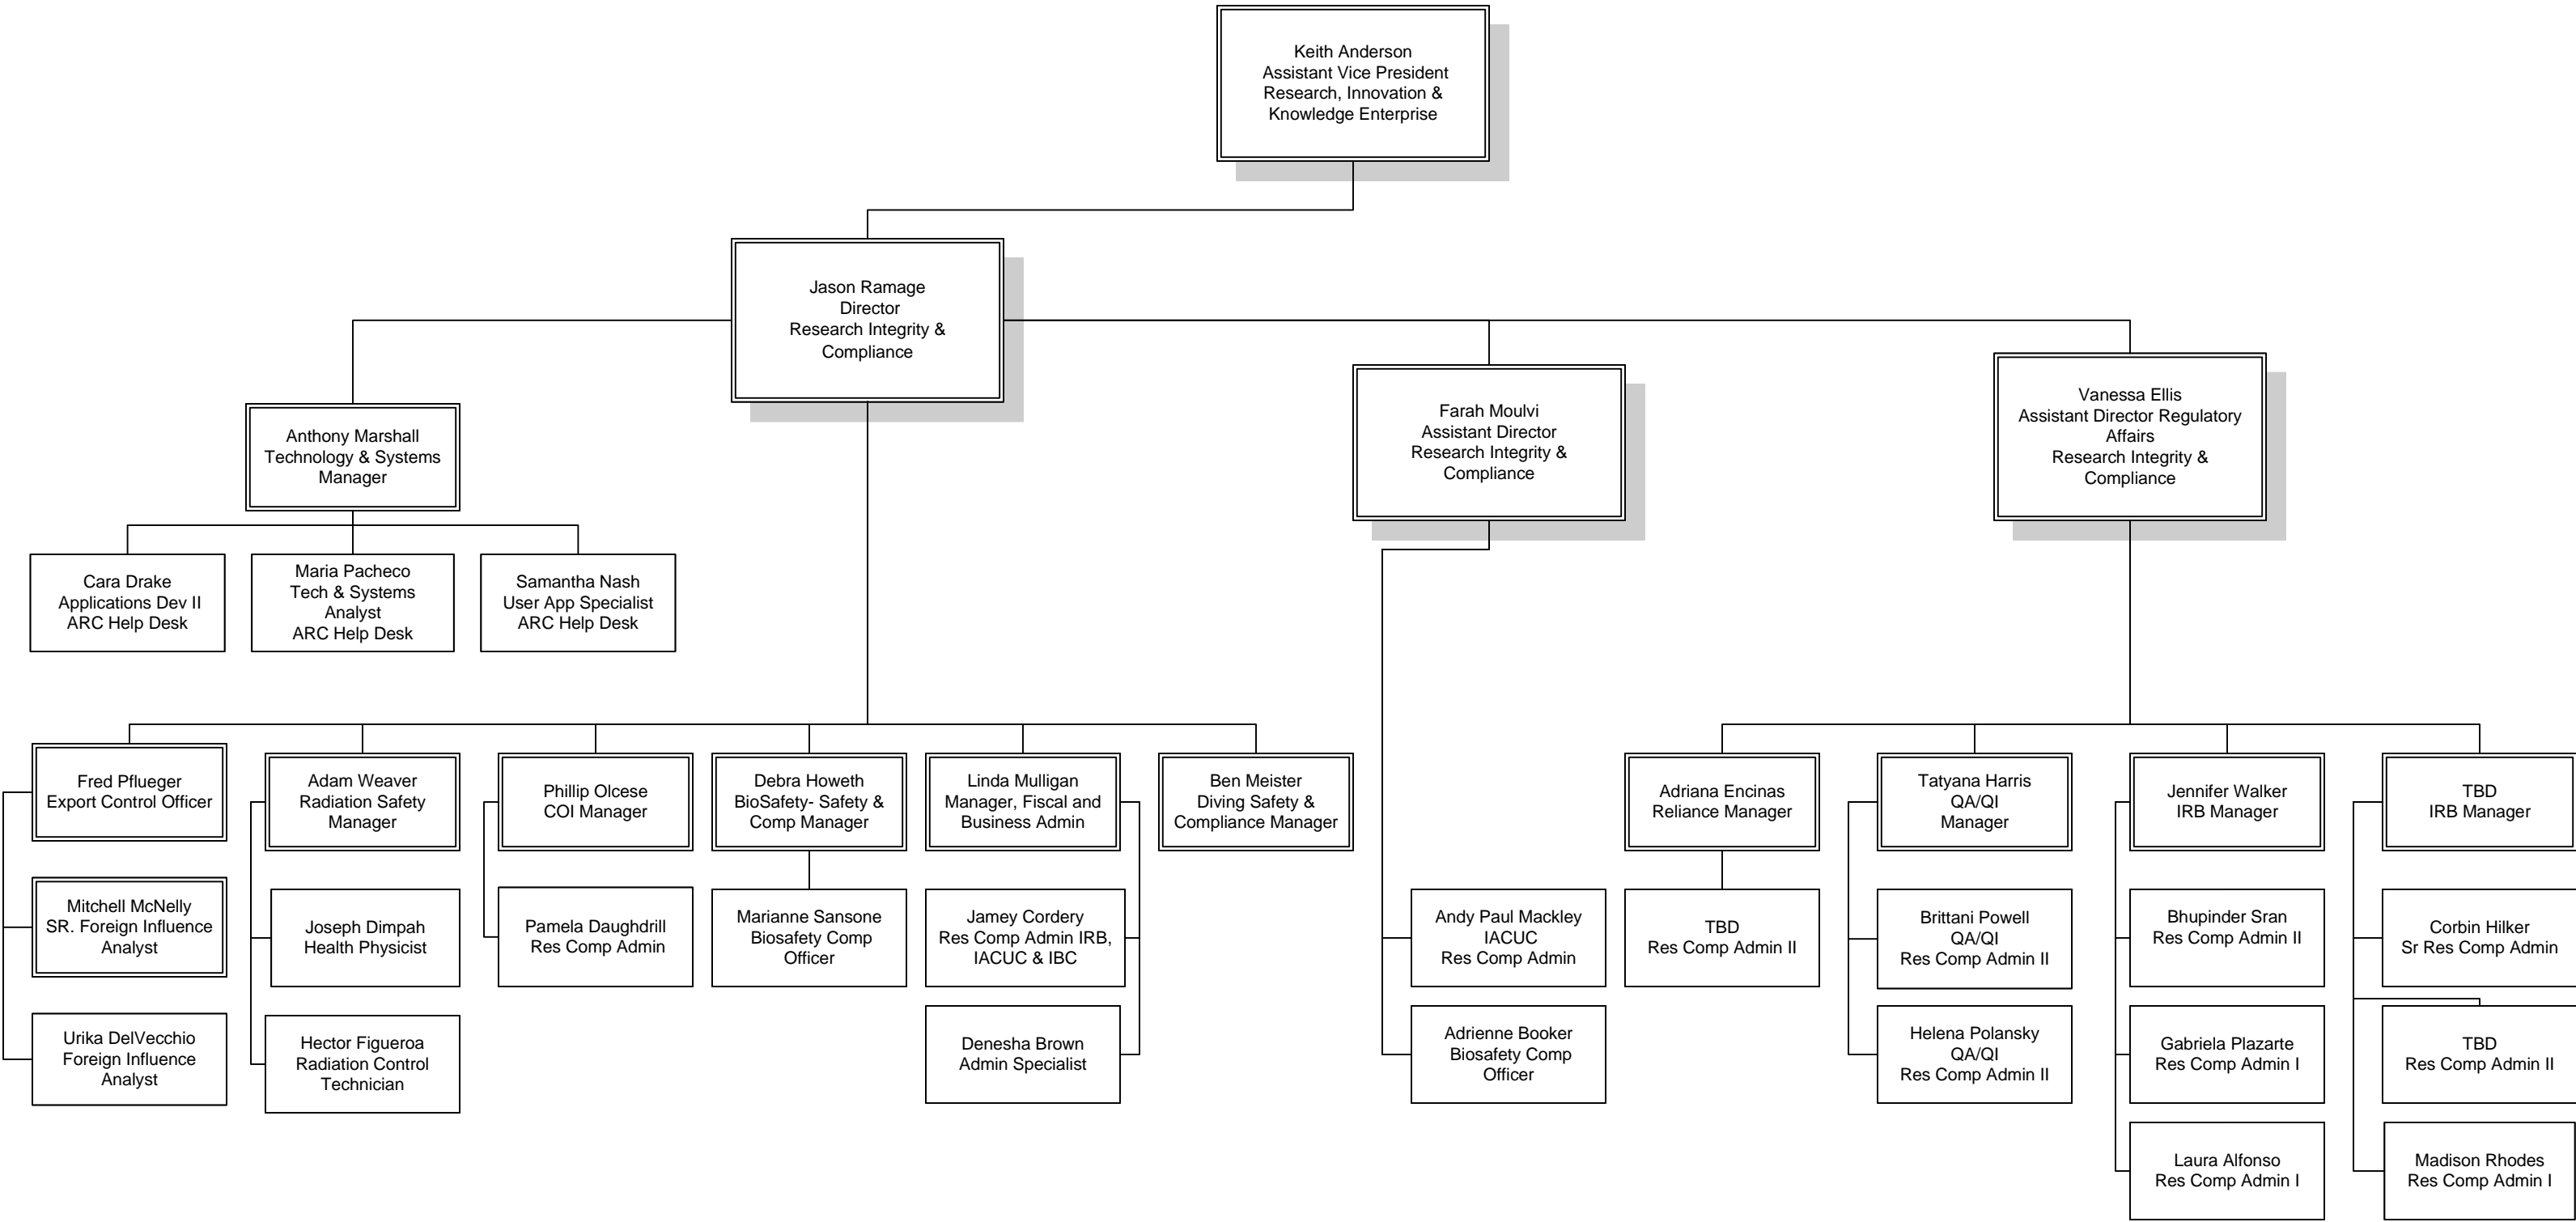 Keith Anderson
Assistant Vice President
Research, Innovation &
Knowledge Enterprise
Jason Ramage
Director
Research Integrity &
Compliance
Anthony Marshall
Technology & Systems
Manager
Farah Moulvi
Assistant Director
Research Integrity &
Compliance
Vanessa Ellis
Assistant Director Regulatory
Affairs
Research Integrity &
Compliance
Cara Drake
Applications Dev II
ARC Help Desk
Maria Pacheco
Tech & Systems
Analyst
ARC Help Desk
Samantha Nash
User App Specialist
ARC Help Desk
Fred Pflueger
Export Control Officer
Adam Weaver
Radiation Safety
Manager
Phillip Olcese
COI Manager
Debra Howeth
BioSafety- Safety &
Comp Manager
Linda Mulligan
Manager, Fiscal and
Business Admin
Ben Meister
Diving Safety &
Compliance Manager
Adriana Encinas
Reliance Manager
Tatyana Harris
QA/QI
Manager
Jennifer Walker
IRB Manager
TBD
IRB Manager
Mitchell McNelly
SR. Foreign Influence
Analyst
Joseph Dimpah
Health Physicist
Pamela Daughdrill
Res Comp Admin
Marianne Sansone
Biosafety Comp
Officer
Jamey Cordery
Res Comp Admin IRB,
IACUC & IBC
Andy Paul Mackley
IACUC
Res Comp Admin
TBD
Res Comp Admin II
Brittani Powell
QA/QI
Res Comp Admin II
Bhupinder Sran
Res Comp Admin II
Corbin Hilker
Sr Res Comp Admin
Urika DelVecchio
Foreign Influence
Analyst
Hector Figueroa
Radiation Control
Technician
Denesha Brown
Admin Specialist
Adrienne Booker
Biosafety Comp
Officer
Helena Polansky
QA/QI
Res Comp Admin II
Gabriela Plazarte
Res Comp Admin I
TBD
Res Comp Admin II
Laura Alfonso
Res Comp Admin I
Madison Rhodes
Res Comp Admin I